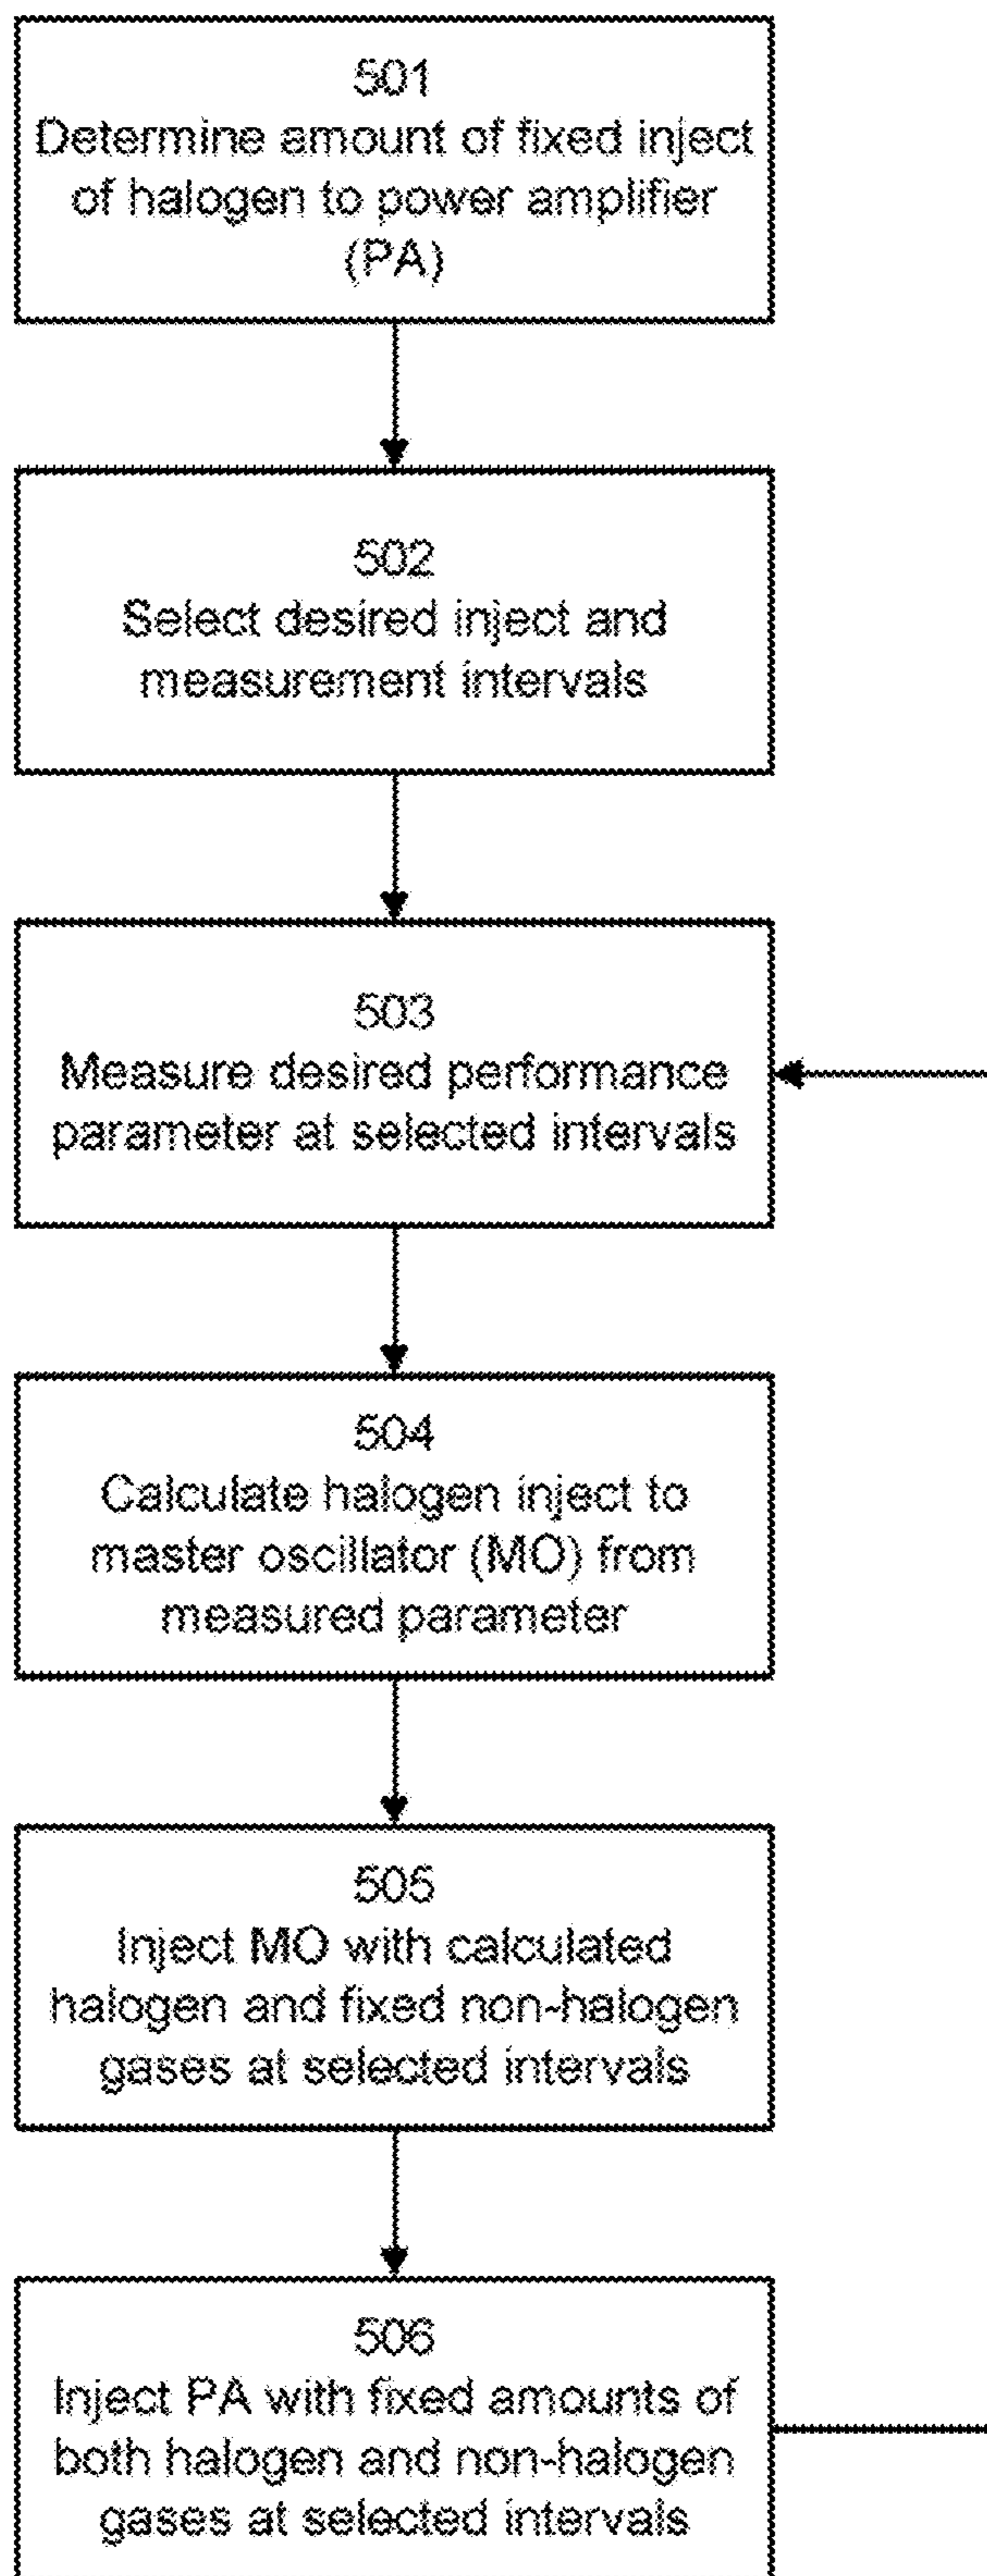 501
Determine amount of fixed inject
of halogen to power amplifier
(PA)
502
Select desired inject and
measurement intervals
503
Measure desired performance
parameter at selected intervals
504
Calculate halogen inject to
master oscillator (MO) from
measured parameter
505
Inject MO with calculated
halogen and fixed non-halogen
gases at selected intervals
506
Inject PA with fixed amounts of
both halogen and non-halogen
gases at selected intervals